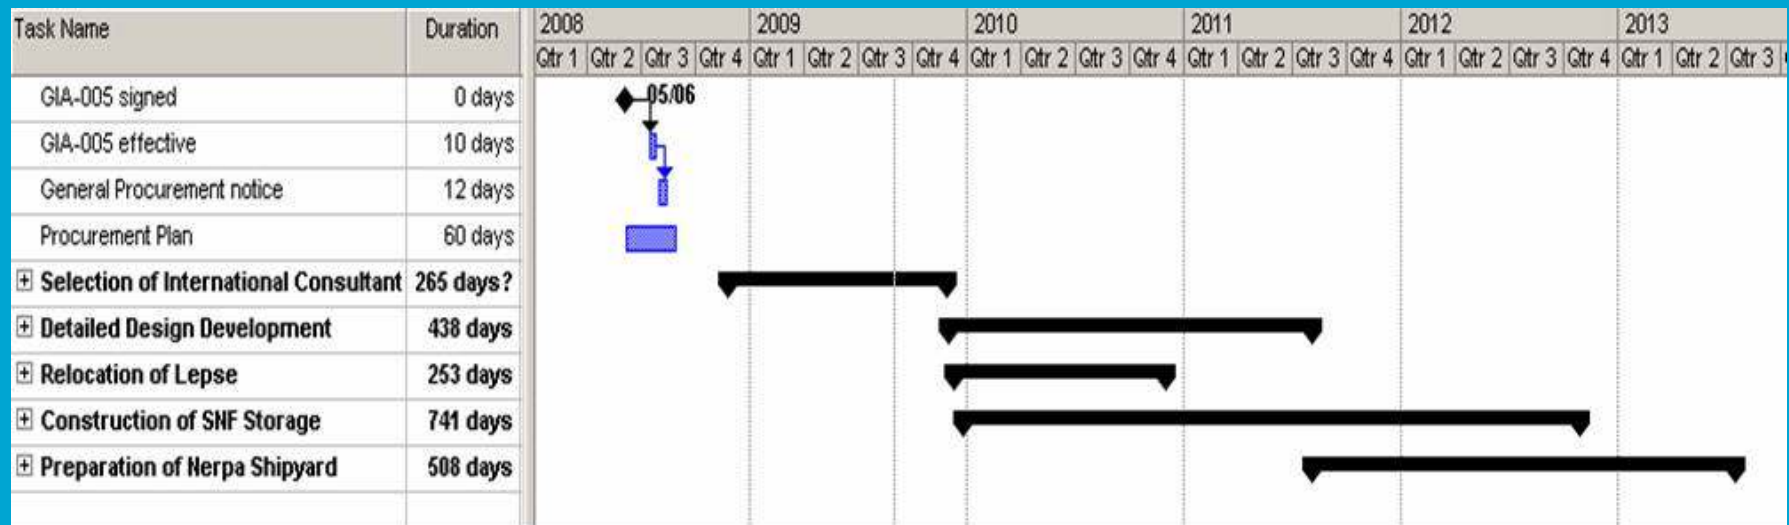 Task Name Duration 2008 2009 2010 2011 2012 2013
Qtr 1 Qtr 2 Qtr 3 Qtr 4 Qtr 1 Qtr 2 Qtr 3 Qtr 4 Qtr 1 Qtr 2 Qtr 3 Qtr 4 Qtr 1 Qtr 2 Qtr 3 Qtr 4 Qtr 1 Qtr 2 Qtr 3 Qtr 4 Qtr 1 Qtr 2 Qtr 3
GIA-005 signed 0 days 05/06
GIA-005 effective 10 days
General Procurement notice 12 days
Procurement Plan 60 days
Selection of International Consultant 265 days?
Detailed Design Development 438 days
Relocation of Lepse 253 days
Construction of SNF Storage 741 days
Preparation of Nerpa Shipyard 508 days